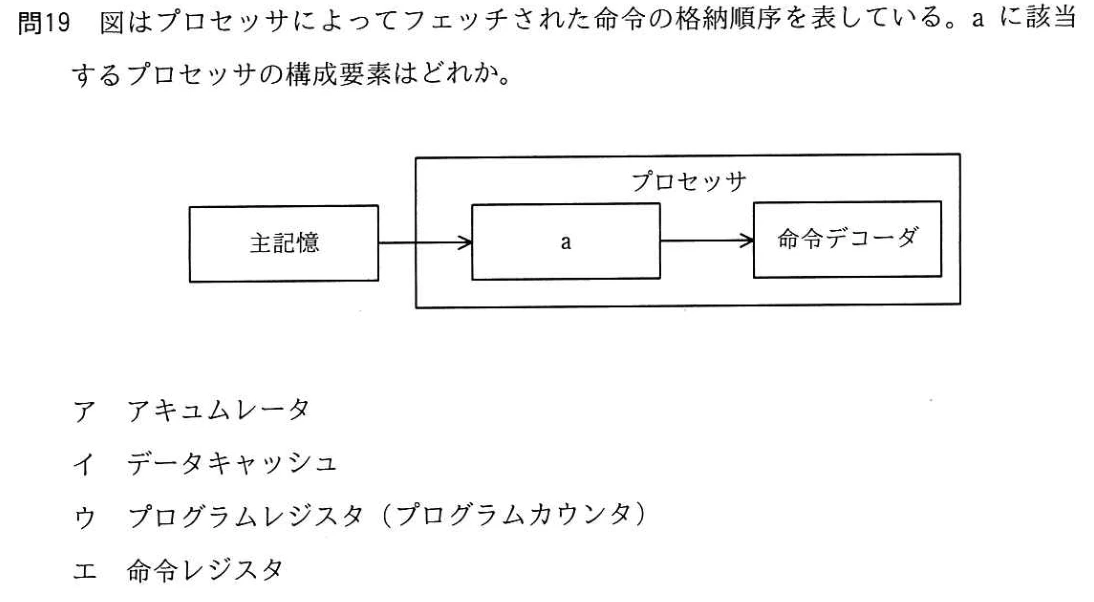 問19 図はプロセッサによってフェッチされた命令の格納順序を表している。a に該当
するプロセッサの構成要素はどれか。
プロセッサ
主記憶
a
命令デコーダ
ア アキュムレータ
イ データキャッシュ
ウ プログラムレジスタ（プログラムカウンタ）
エ 命令レジスタ